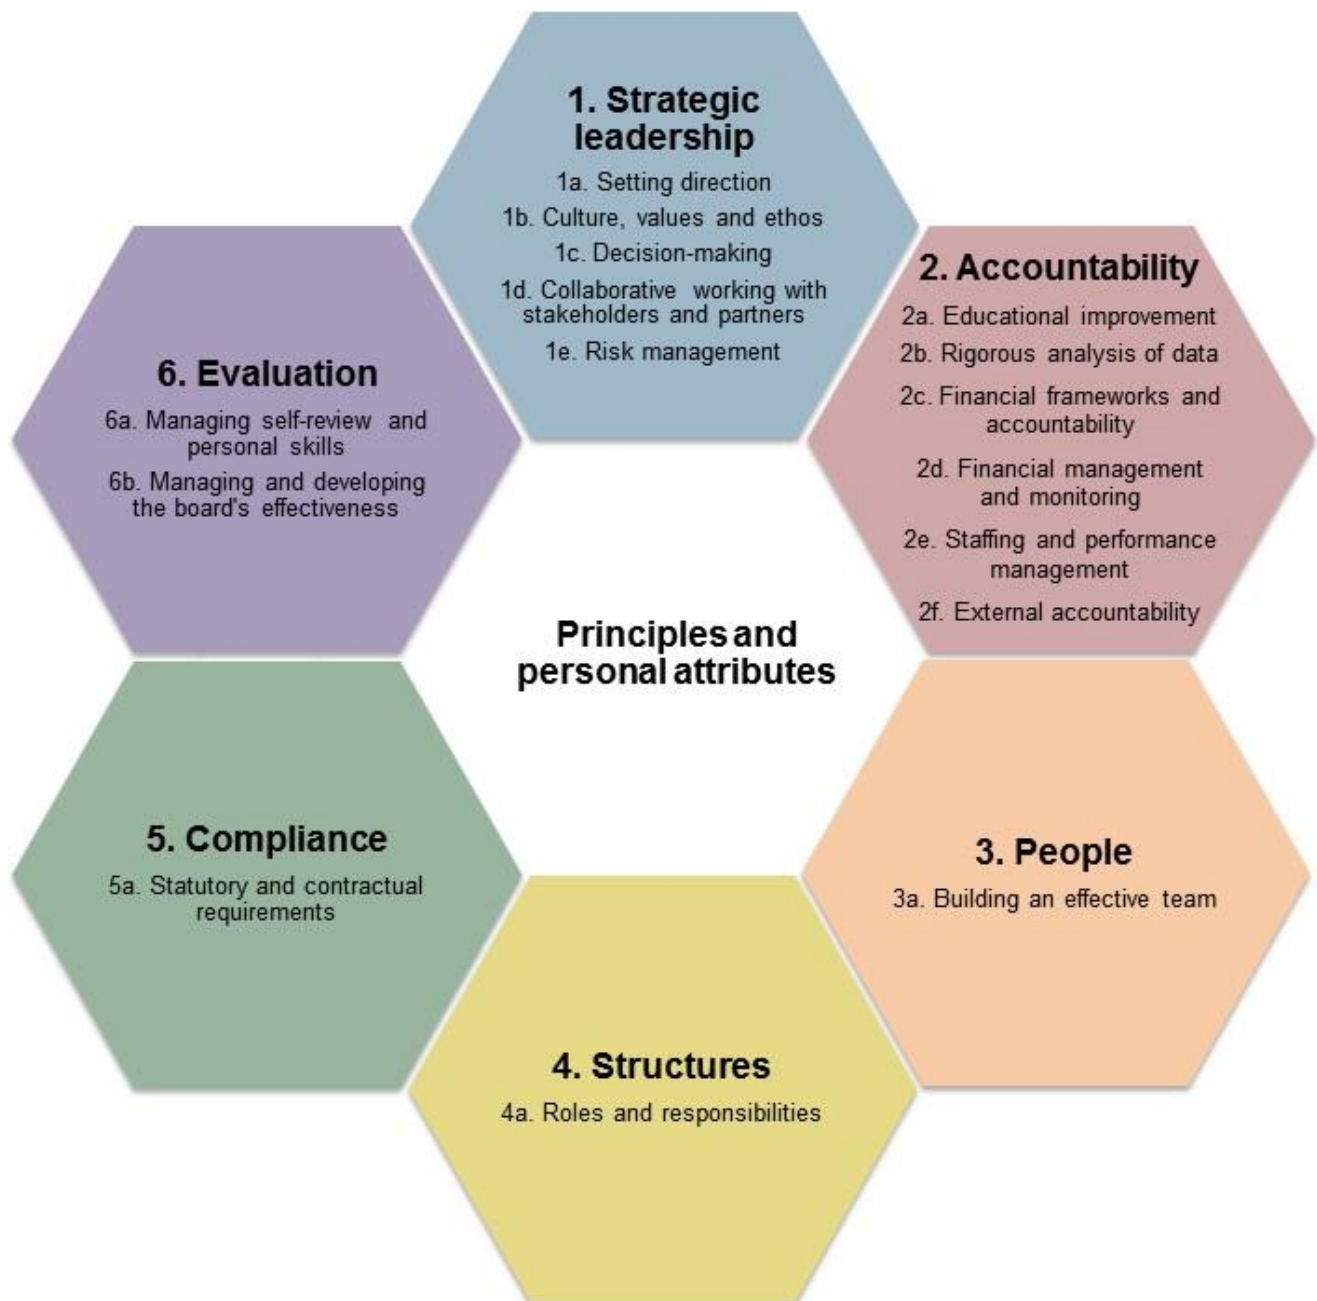 1. Strategic
leadership
1a. Setting direction
1b. Culture, values and ethos
1c. Decision-making
1d. Collaborative working with
stakeholders and partners
1e. Risk management
2. Accountability
2a. Educational improvement
2b. Rigorous analysis of data
2c. Financial frameworks and
accountability
2d. Financial management
and monitoring
2e. Staffing and performance
management
2f. External accountability
3. People
3a. Building an effective team
4. Structures
4a. Roles and responsibilities
5. Compliance
5a. Statutory and contractual
requirements
6. Evaluation
6a. Managing self-review and
personal skills
6b. Managing and developing
the board's effectiveness
Principles and
personal attributes